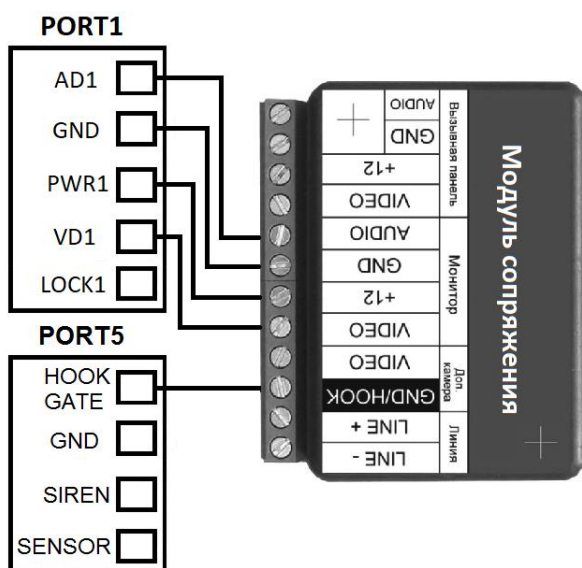 PORT1
AD1
GND
PWR1
VD1
LOCK1
PORT5
HOOK
GATE
GND
SIREN
SENSOR
AUDIO
GND
+12
VIDEO
AUDIO
GND
+12
VIDEO
VIDEO
GND/HOOK
LINE +
LINE -
Вызывная панель
Монитор
Доп.
камера
Линия
Модуль сопряжения